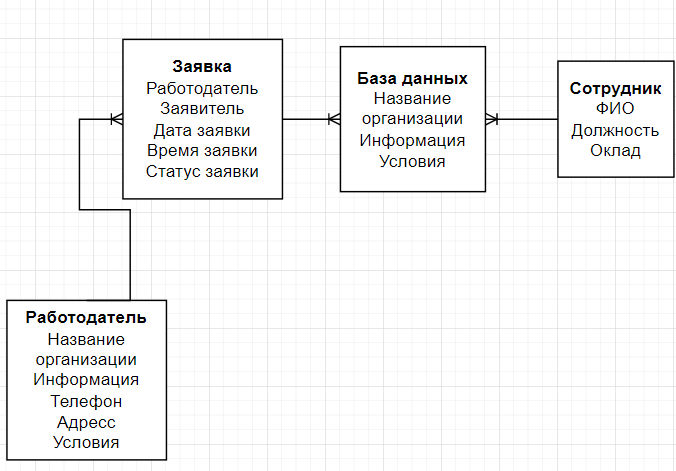 Заявка
Работодатель
Заявитель
Дата заявки
Время заявки
Статус заявки
База данных
Название
организации
Информация
Условия
Сотрудник
ФИО
Должность
Оклад
Работодатель
Название
организации
Информация
Телефон
Адресс
Условия